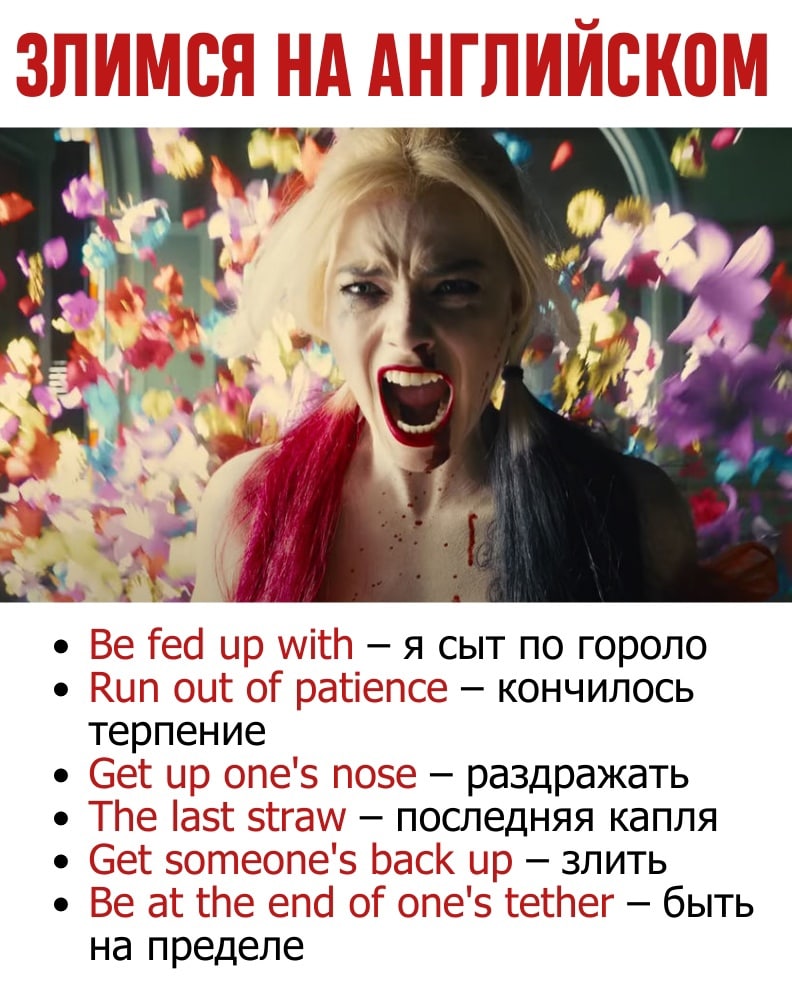 ЗЛИМСЯ НА АНГЛИЙСКОМ
• Be fed up with – я сыт по гороло
• Run out of patience – кончилось
терпение
• Get up one's nose – раздражать
• The last straw – последняя капля
• Get someone's back up – злить
• Be at the end of one's tether – быть
на пределе